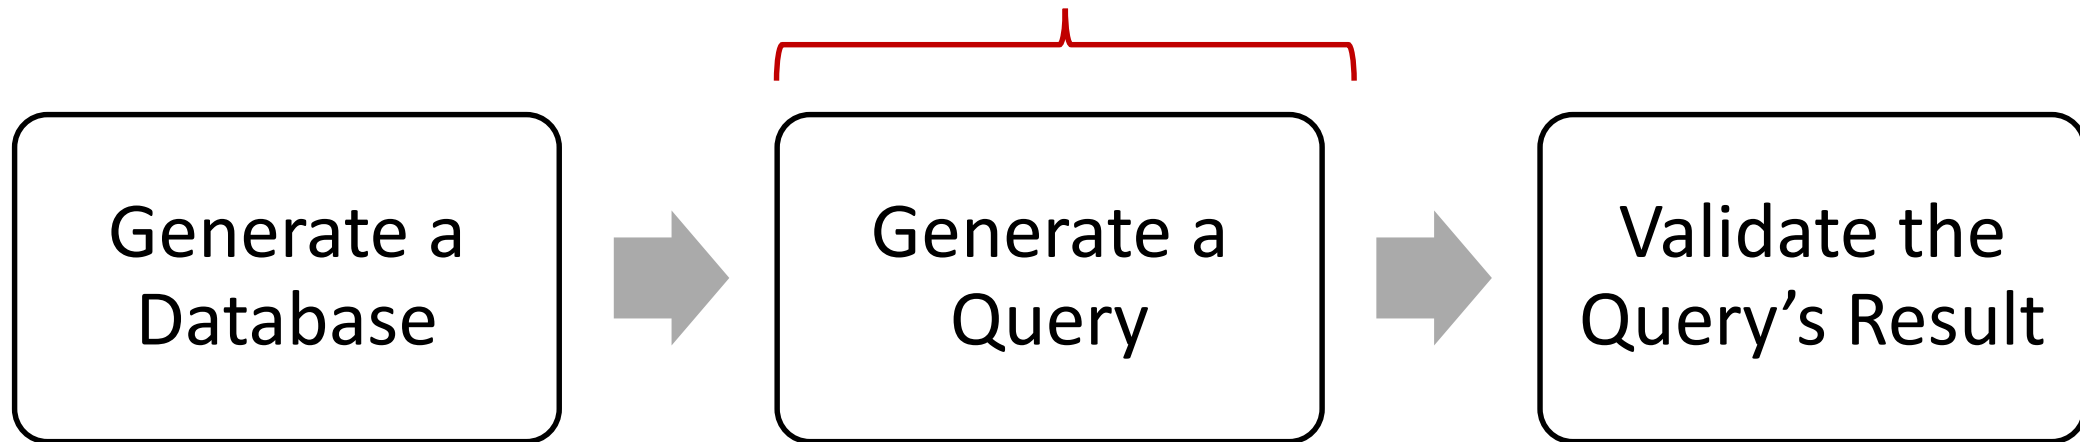 Generate a
Database
Generate a
Query
Validate the
Query’s Result